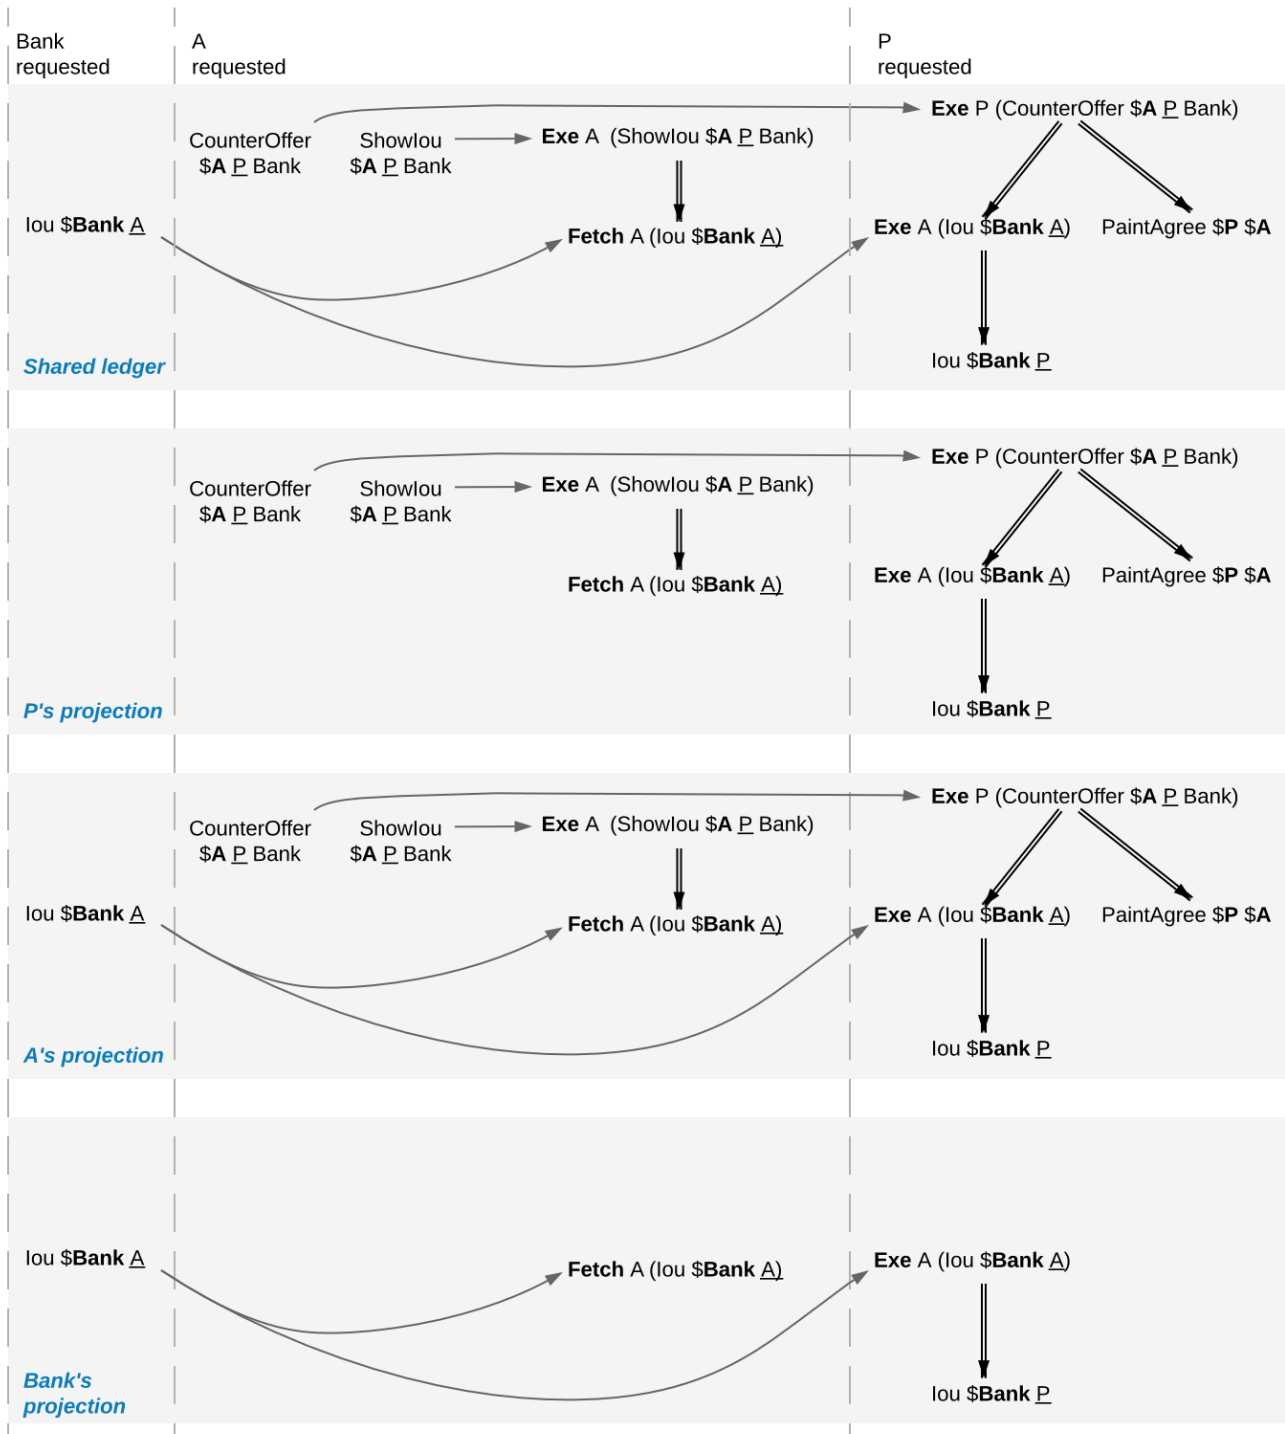 Bank
requested
A
requested
P
requested
Exe P (CounterOffer $A P Bank)
CounterOffer
$A P Bank
ShowIou
$A P Bank
Exe A (ShowIou $A P Bank)
Iou $Bank A
Fetch A (Iou $Bank A)
Exe A (Iou $Bank A)
PaintAgree $P $A
Iou $Bank P
Shared ledger
Exe P (CounterOffer $A P Bank)
CounterOffer
$A P Bank
ShowIou
$A P Bank
Exe A (ShowIou $A P Bank)
Fetch A (Iou $Bank A)
Exe A (Iou $Bank A)
PaintAgree $P $A
Iou $Bank P
P's projection
Exe P (CounterOffer $A P Bank)
CounterOffer
$A P Bank
ShowIou
$A P Bank
Exe A (ShowIou $A P Bank)
Iou $Bank A
Fetch A (Iou $Bank A)
Exe A (Iou $Bank A)
PaintAgree $P $A
Iou $Bank P
A's projection
Iou $Bank A
Fetch A (Iou $Bank A)
Exe A (Iou $Bank A)
Iou $Bank P
Bank's
projection